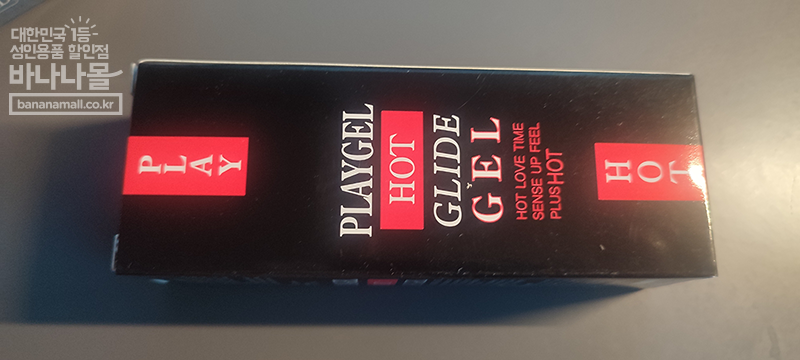 대한민국 1등
성인용품 할인점
바나나몰
bananamall.co.kr
PLAY
PLAYGEL
HOT
GLIDE
GEL
HOT LOVE TIME
SENSE UP FEEL
PLUS HOT
HOT